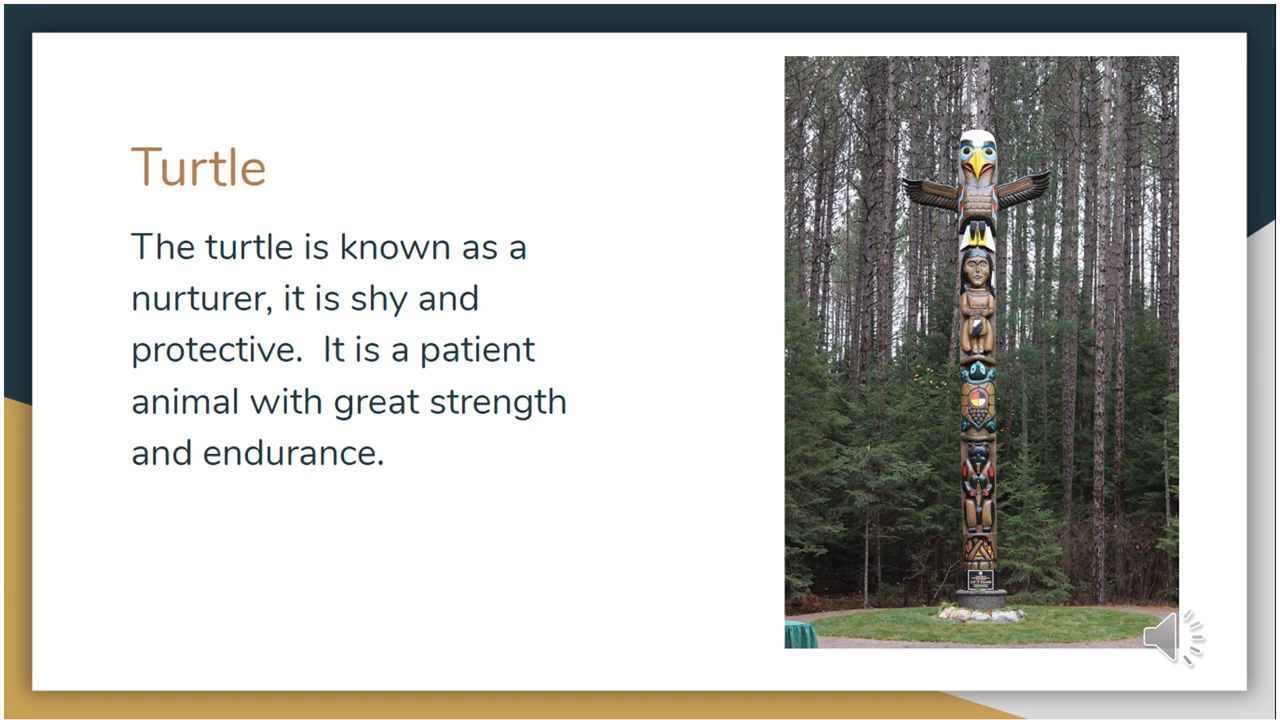 Turtle
The turtle is known as a
nurturer, it is shy and
protective.  It is a patient
animal with great strength
and endurance.